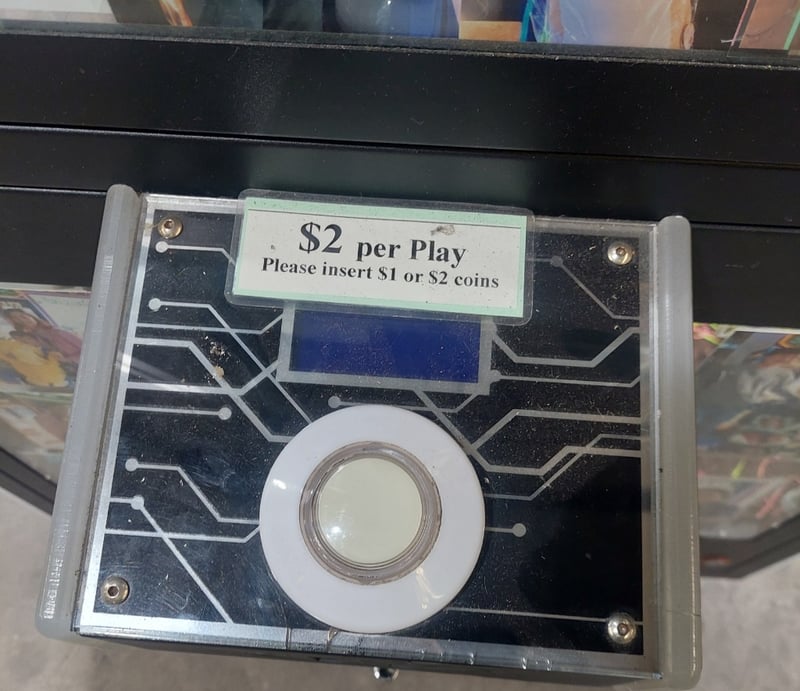 $2 per Play
Please insert $1 or $2 coins